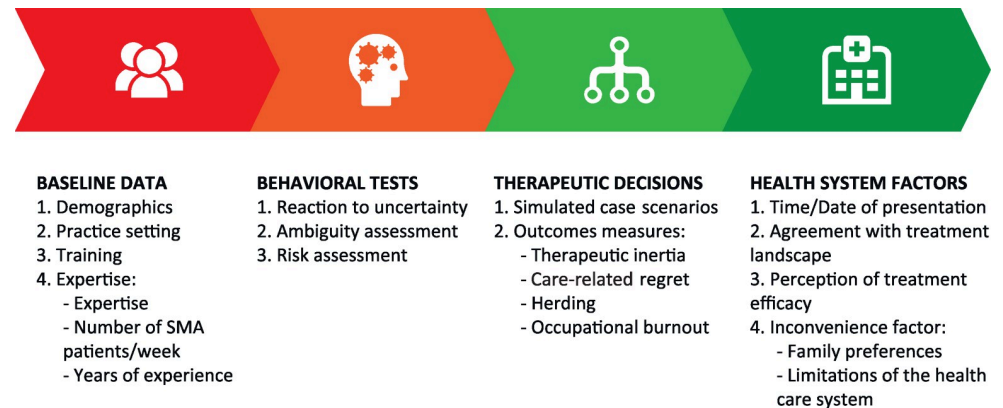 BASELINE DATA
1. Demographics
2. Practice setting
3. Training
4. Expertise:
- Expertise
- Number of SMA
patients/week
- Years of experience
BEHAVIORAL TESTS
1. Reaction to uncertainty
2. Ambiguity assessment
3. Risk assessment
THERAPEUTIC DECISIONS
1. Simulated case scenarios
2. Outcomes measures:
- Therapeutic inertia
- Care-related regret
- Herding
- Occupational burnout
HEALTH SYSTEM FACTORS
1. Time/Date of presentation
2. Agreement with treatment
landscape
3. Perception of treatment
efficacy
4. Inconvenience factor:
- Family preferences
- Limitations of the health
care system